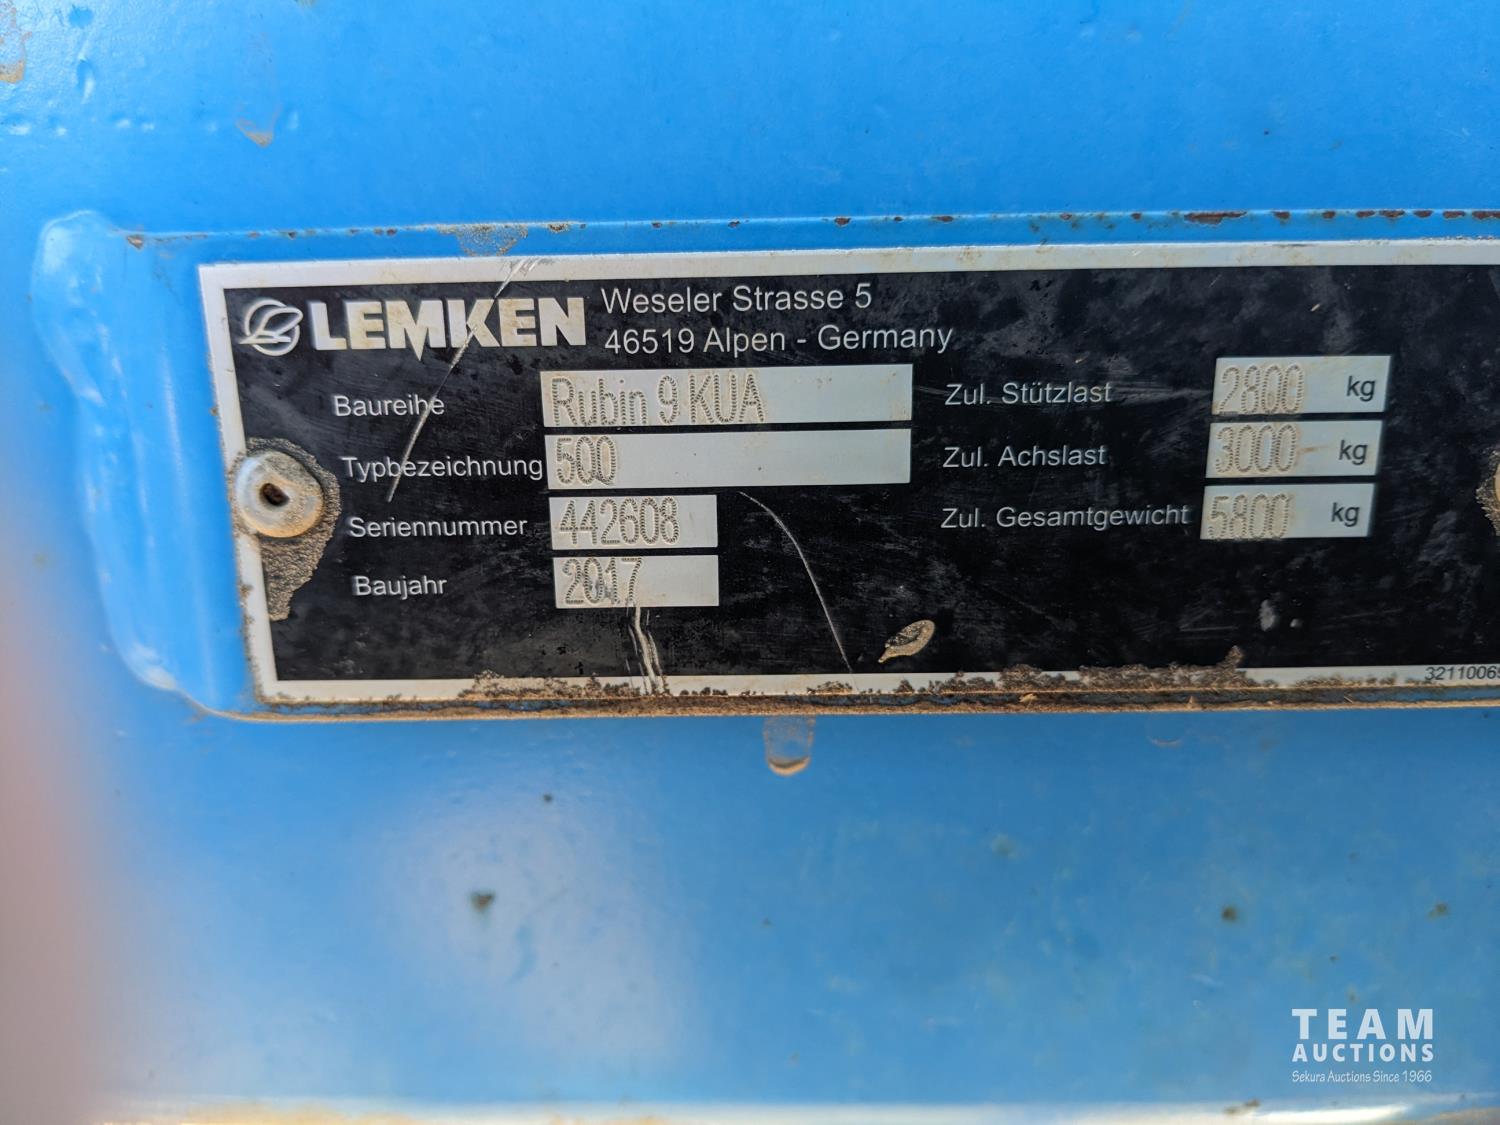 LEMKEN
Weseler Strasse 5
46519 Alpen - Germany
Baureihe Rubin 9 KUA
Typbezeichnung 500
Seriennummer 442608
Baujahr 2017
Zul. Stützlast 2800 kg
Zul. Achslast 3000 kg
Zul. Gesamtgewicht 5800 kg
TEAM
AUCTIONS
Sekura Auctions Since 1966